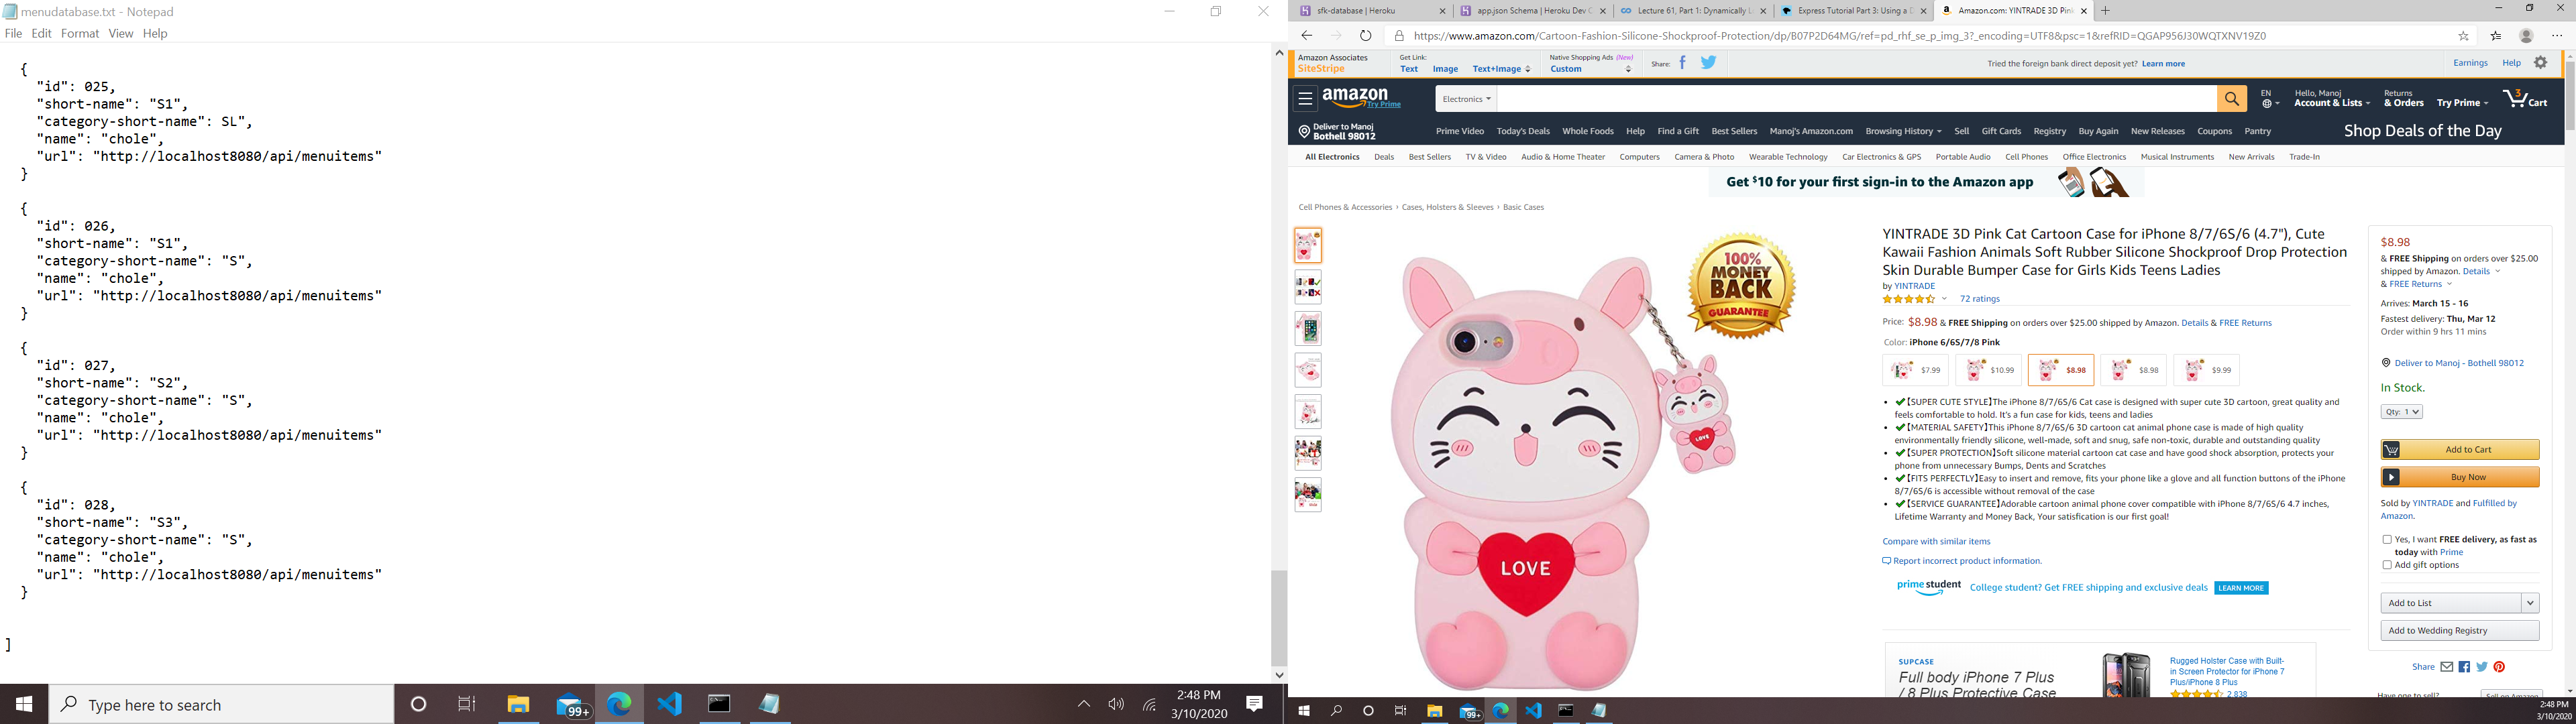 menudatabase.txt - Notepad
File Edit Format View Help
{
"id": 025,
"short-name": "S1",
"category-short-name": SL",
"name": "chole",
"url": "http://localhost8080/api/menuitems"
}
{
"id": 026,
"short-name": "S1",
"category-short-name": "S",
"name": "chole",
"url": "http://localhost8080/api/menuitems"
}
{
"id": 027,
"short-name": "S2",
"category-short-name": "S",
"name": "chole",
"url": "http://localhost8080/api/menuitems"
}
{
"id": 028,
"short-name": "S3",
"category-short-name": "S",
"name": "chole",
"url": "http://localhost8080/api/menuitems"
}
]
Type here to search
99+
2:48 PM
3/10/2020
sfk-database | Heroku
app.json Schema | Heroku Dev
Lecture 61, Part 1: Dynamically
Express Tutorial Part 3: Using a
Amazon.com: YINTRADE 3D Pink
https://www.amazon.com/Cartoon-Fashion-Silicone-Shockproof-Protection/dp/B07P2D64MG/ref=pd_rhf_se_p_img_3?_encoding=UTF8&psc=1&refRID=QGAP956J30WQTXNV19Z0
Amazon Associates
SiteStripe
Get Link:
Text Image Text+Image
Native Shopping Ads (New)
Custom
Share:
Tried the foreign bank direct deposit yet? Learn more
Earnings Help
amazon
Try Prime
Electronics
EN
Hello, Manoj
Account & Lists
Returns
& Orders
Try Prime
3
Cart
Deliver to Manoj
Bothell 98012
Prime Video Today's Deals Whole Foods Help Find a Gift Best Sellers Manoj's Amazon.com Browsing History Sell Gift Cards Registry Buy Again New Releases Coupons Pantry
Shop Deals of the Day
All Electronics Deals Best Sellers TV & Video Audio & Home Theater Computers Camera & Photo Wearable Technology Car Electronics & GPS Portable Audio Cell Phones Office Electronics Musical Instruments New Arrivals Trade-In
Get $10 for your first sign-in to the Amazon app
Cell Phones & Accessories › Cases, Holsters & Sleeves › Basic Cases
100%
MONEY
BACK
GUARANTEE
LOVE
LOVE
YINTRADE 3D Pink Cat Cartoon Case for iPhone 8/7/6S/6 (4.7"), Cute
Kawaii Fashion Animals Soft Rubber Silicone Shockproof Drop Protection
Skin Durable Bumper Case for Girls Kids Teens Ladies
by YINTRADE
72 ratings
Price: $8.98 & FREE Shipping on orders over $25.00 shipped by Amazon. Details & FREE Returns
Color: iPhone 6/6S/7/8 Pink
$7.99 $10.99 $8.98 $8.98 $9.99
• ✔【SUPER CUTE STYLE】The iPhone 8/7/6S/6 Cat case is designed with super cute 3D cartoon, great quality and
feels comfortable to hold. It's a fun case for kids, teens and ladies
• ✔【MATERIAL SAFETY】This iPhone 8/7/6S/6 3D cartoon cat animal phone case is made of high quality
environmentally friendly silicone, well-made, soft and snug, safe non-toxic, durable and outstanding quality
• ✔【SUPER PROTECTION】Soft silicone material cartoon cat case and have good shock absorption, protects your
phone from unnecessary Bumps, Dents and Scratches
• ✔【FITS PERFECTLY】Easy to insert and remove, fits your phone like a glove and all function buttons of the iPhone
8/7/6S/6 is accessible without removal of the case
• ✔【SERVICE GUARANTEE】Adorable cartoon animal phone cover compatible with iPhone 8/7/6S/6 4.7 inches,
Lifetime Warranty and Money Back, Your satisfication is our first goal!
Compare with similar items
Report incorrect product information.
prime student
College student? Get FREE shipping and exclusive deals LEARN MORE
SUPCASE
Full body iPhone 7 Plus
/ 8 Plus Protective Case
Rugged Holster Case with Built-
in Screen Protector for iPhone 7
Plus/iPhone 8 Plus
2,838
$8.98
& FREE Shipping on orders over $25.00
shipped by Amazon. Details
& FREE Returns
Arrives: March 15 - 16
Fastest delivery: Thu, Mar 12
Order within 9 hrs 11 mins
Deliver to Manoj - Bothell 98012
In Stock.
Qty: 1
Add to Cart
Buy Now
Sold by YINTRADE and Fulfilled by
Amazon.
Yes, I want FREE delivery, as fast as
today with Prime
Add gift options
Add to List
Add to Wedding Registry
Share
Have one to sell? Sell on Amazon
99+
2:48 PM
3/10/2020